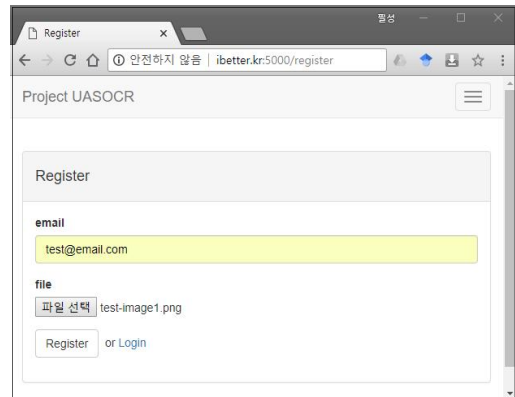 필성
Register
안전하지 않음 | ibetter.kr:5000/register
Project UASOCR
Register
email
test@email.com
file
파일 선택 test-image1.png
Register or Login